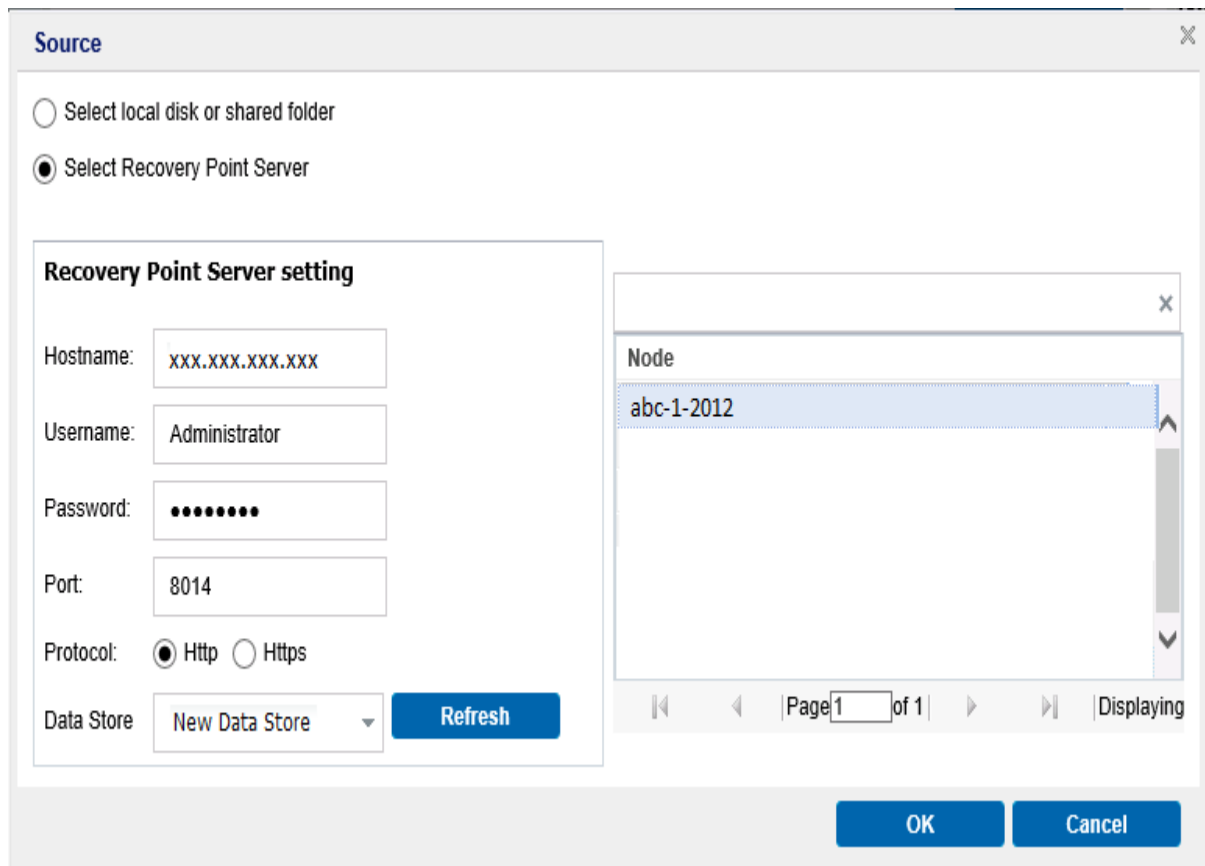 Source
Select local disk or shared folder
Select Recovery Point Server
Recovery Point Server setting
Hostname: xxx.xxx.xxx.xxx
Username: Administrator
Password: ●●●●●●●●
Port: 8014
Protocol: Http Https
Data Store New Data Store Refresh
Node
abc-1-2012
Page 1 of 1 Displaying
OK Cancel